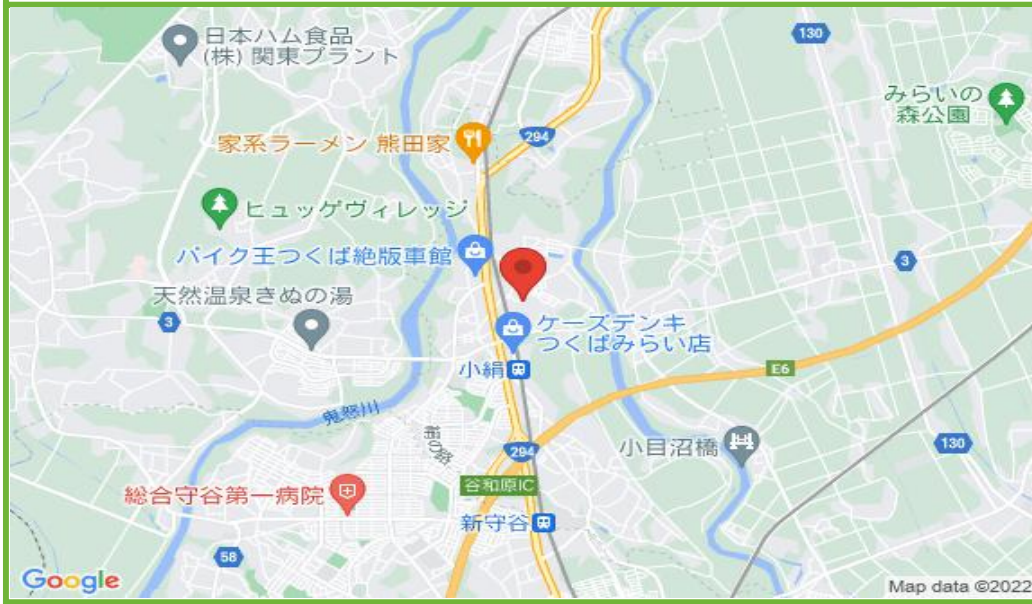 日本ハム食品
(株) 関東プラント
130
みらいの
森公園
家系ラーメン 熊田家
294
ヒュッゲヴィレッジ
バイク王つくば絶版車館
3
天然温泉きぬの湯
3
ケーズデンキ
つくばみらい店
小絹
E6
鬼怒川
294
小目沼橋
130
谷和原IC
総合守谷第一病院
新守谷
58
Google
Map data ©2022